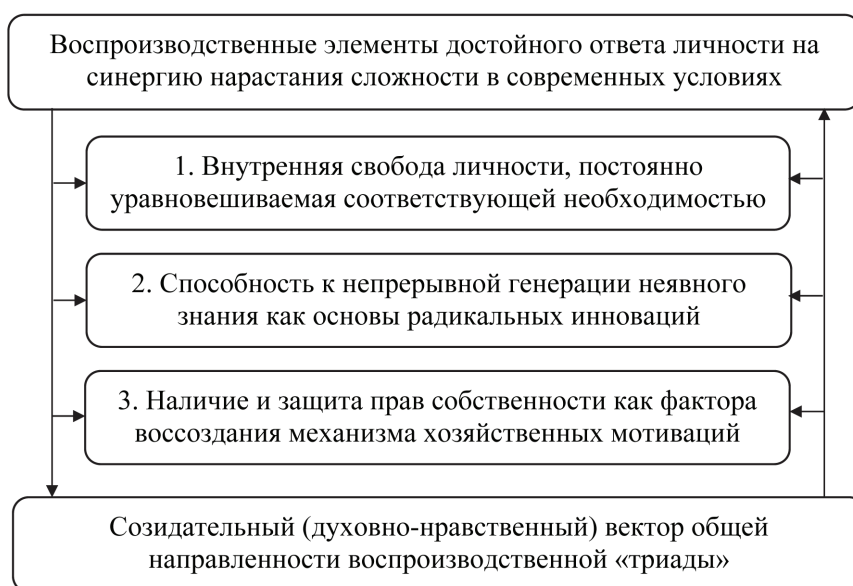 Воспроизводственные элементы достойного ответа личности на
синергию нарастания сложности в современных условиях
1. Внутренняя свобода личности, постоянно
уравновешиваемая соответствующей необходимостью
2. Способность к непрерывной генерации неявного
знания как основы радикальных инноваций
3. Наличие и защита прав собственности как фактора
воссоздания механизма хозяйственных мотиваций
Созидательный (духовно-нравственный) вектор общей
направленности воспроизводственной «триады»